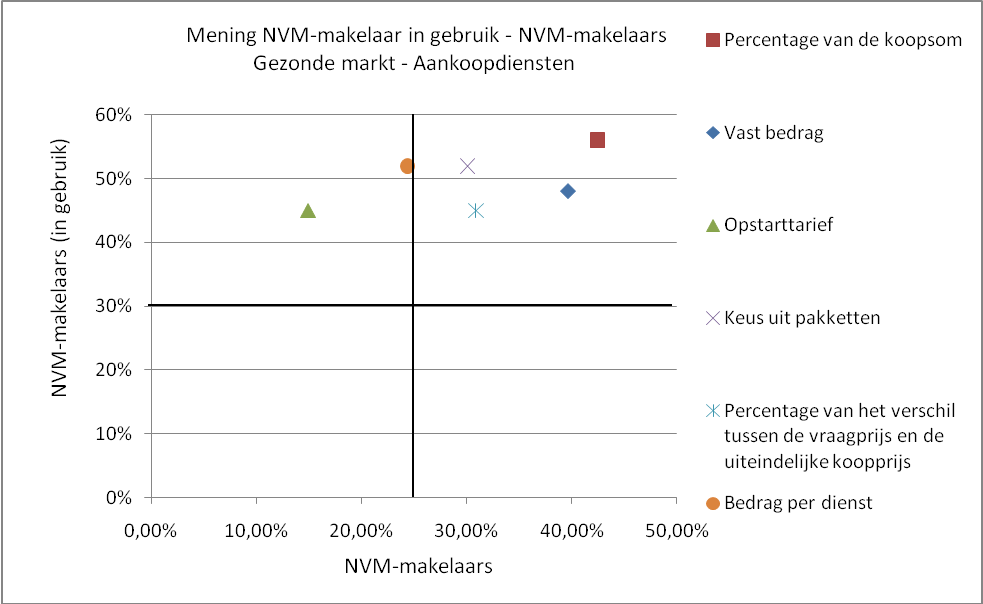 Mening NVM-makelaar in gebruik - NVM-makelaars
Gezonde markt - Aankoopdiensten
NVM-makelaars (in gebruik)
60%
50%
40%
30%
20%
10%
0%
0,00% 10,00% 20,00% 30,00% 40,00% 50,00%
NVM-makelaars
Percentage van de koopsom
Vast bedrag
Opstarttarief
Keus uit pakketten
Percentage van het verschil
tussen de vraagprijs en de
uiteindelijke koopprijs
Bedrag per dienst